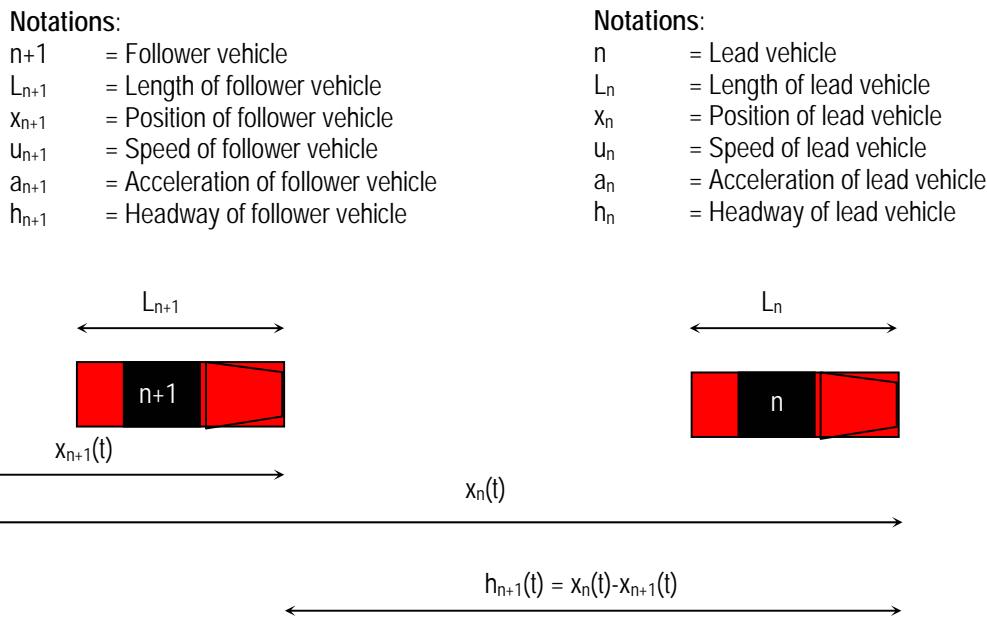 Notations:
n+1 = Follower vehicle
Lₙ₊₁ = Length of follower vehicle
xₙ₊₁ = Position of follower vehicle
uₙ₊₁ = Speed of follower vehicle
aₙ₊₁ = Acceleration of follower vehicle
hₙ₊₁ = Headway of follower vehicle
Notations:
n = Lead vehicle
Lₙ = Length of lead vehicle
xₙ = Position of lead vehicle
uₙ = Speed of lead vehicle
aₙ = Acceleration of lead vehicle
hₙ = Headway of lead vehicle
Lₙ₊₁
Lₙ
n+1
n
xₙ₊₁(t)
xₙ(t)
hₙ₊₁(t) = xₙ(t)-xₙ₊₁(t)